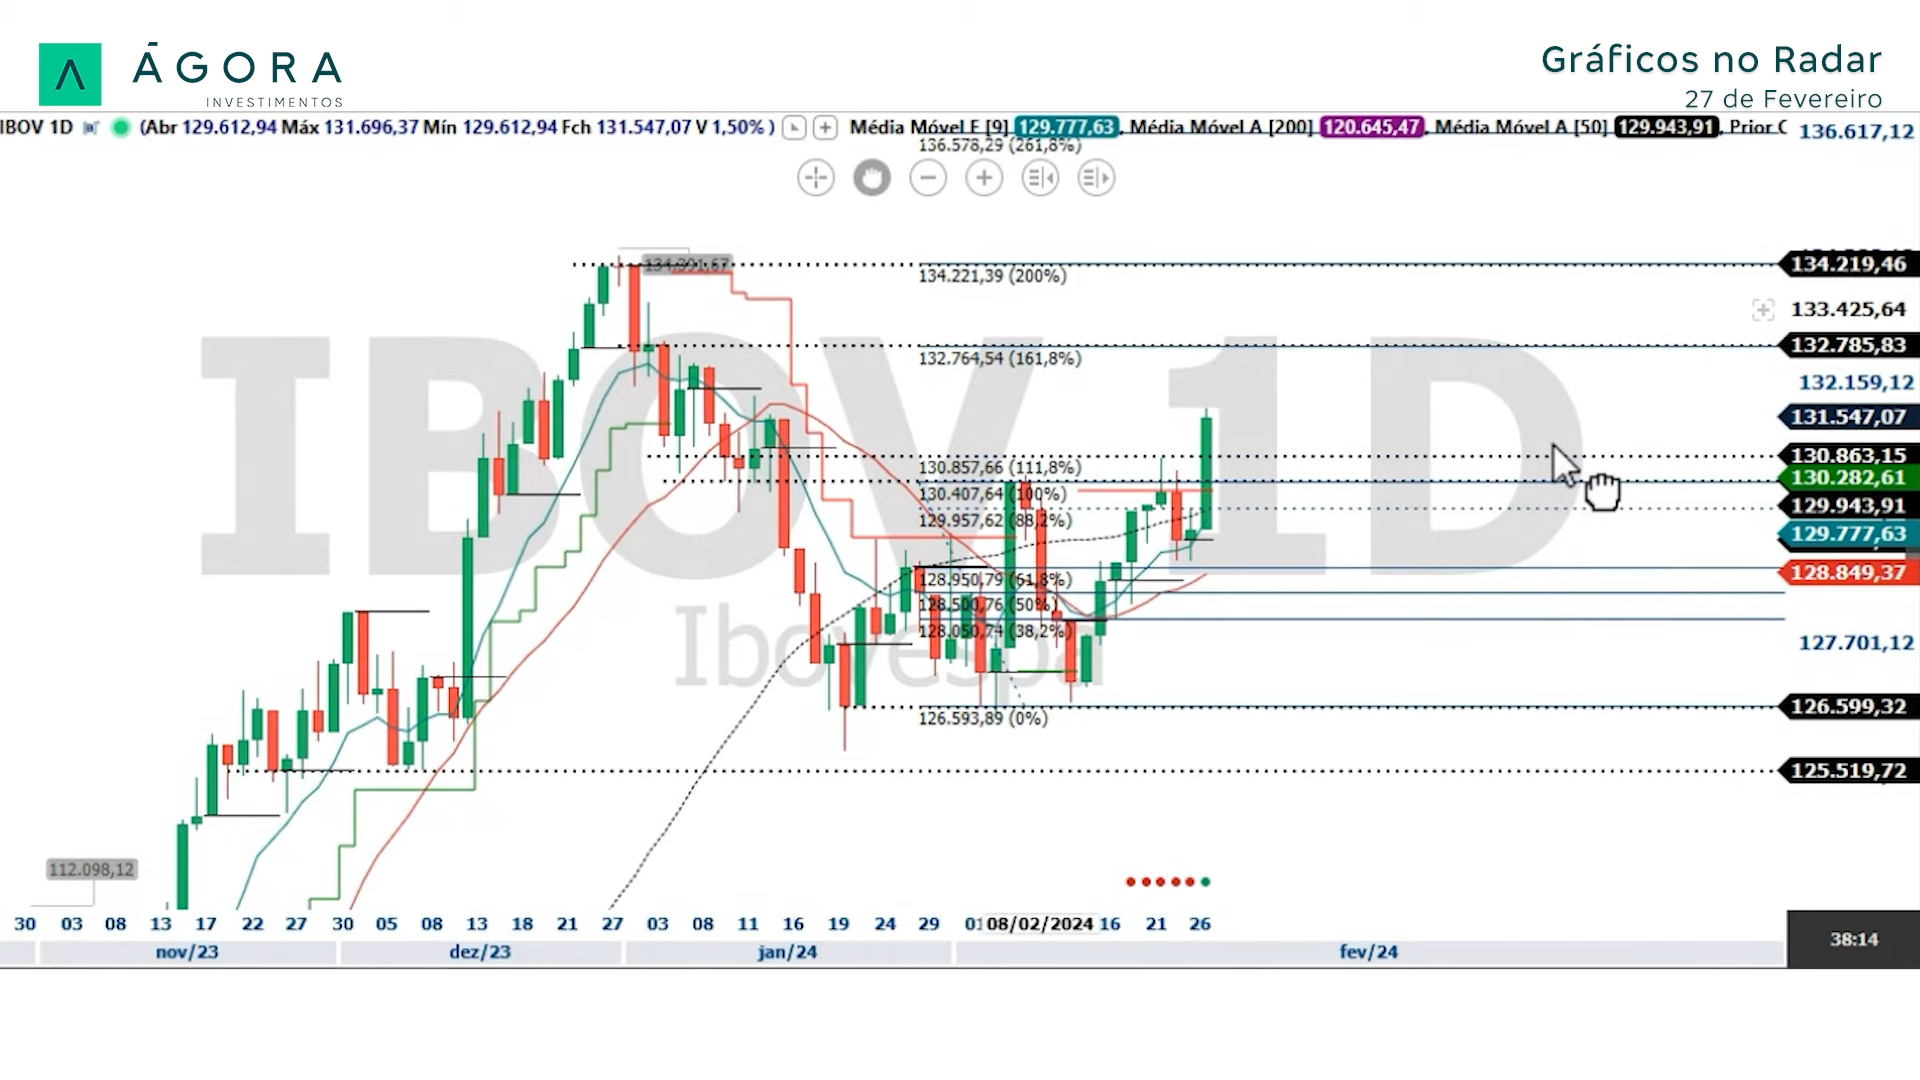 ÁGORA
INVESTIMENTOS
Gráficos no Radar
27 de Fevereiro
IBOV 1D (Abr 129.612,94 Máx 131.696,37 Mín 129.612,94 Fch 131.547,07 V 1,50% ) Média Móvel E [9] 129.777,63, Média Móvel A [200] 120.645,47, Média Móvel A [50] 129.943,91, Prior C 136.617,12
136.578,29 (261,8%)
134.391,67
134.221,39 (200%)
134.219,46
133.425,64
132.785,83
132.764,54 (161,8%)
132.159,12
131.547,07
130.863,15
130.857,66 (111,8%)
130.282,61
130.407,64 (100%)
129.943,91
129.957,62 (88,2%)
129.777,63
128.849,37
128.950,79 (61,8%)
128.500,76 (50%)
128.050,74 (38,2%)
127.701,12
126.599,32
126.593,89 (0%)
125.519,72
IBOV 1D
Ibovespa
112.098,12
30 03 08 13 17 22 27 30 05 08 13 18 21 27 03 08 11 16 19 24 29 01 08/02/2024 16 21 26
nov/23 dez/23 jan/24 fev/24
38:14